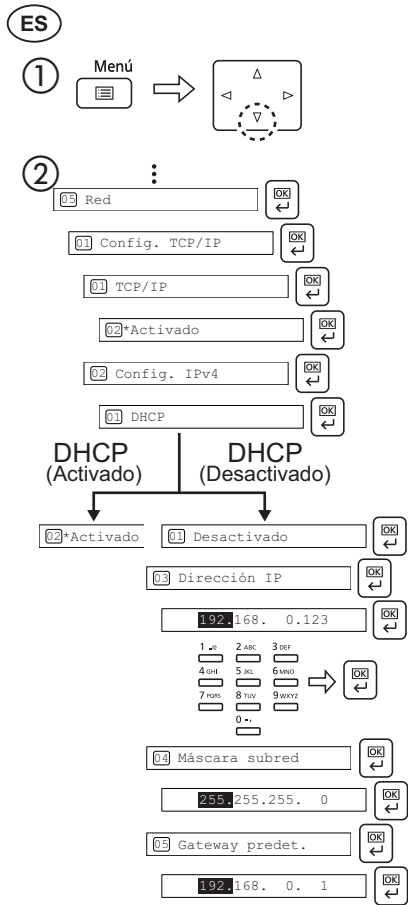 ES
1 Menú
2
05 Red OK
01 Config. TCP/IP OK
01 TCP/IP OK
02*Activado OK
02 Config. IPv4 OK
01 DHCP OK
DHCP DHCP
(Activado) (Desactivado)
02*Activado 01 Desactivado OK
03 Dirección IP OK
192.168. 0.123 OK
1 .@ 2 ABC 3 DEF
4 GHI 5 JKL 6 MNO OK
7 PQRS 8 TUV 9 WXYZ
0 -,
04 Máscara subred OK
255.255.255. 0 OK
05 Gateway predet. OK
192.168. 0. 1 OK